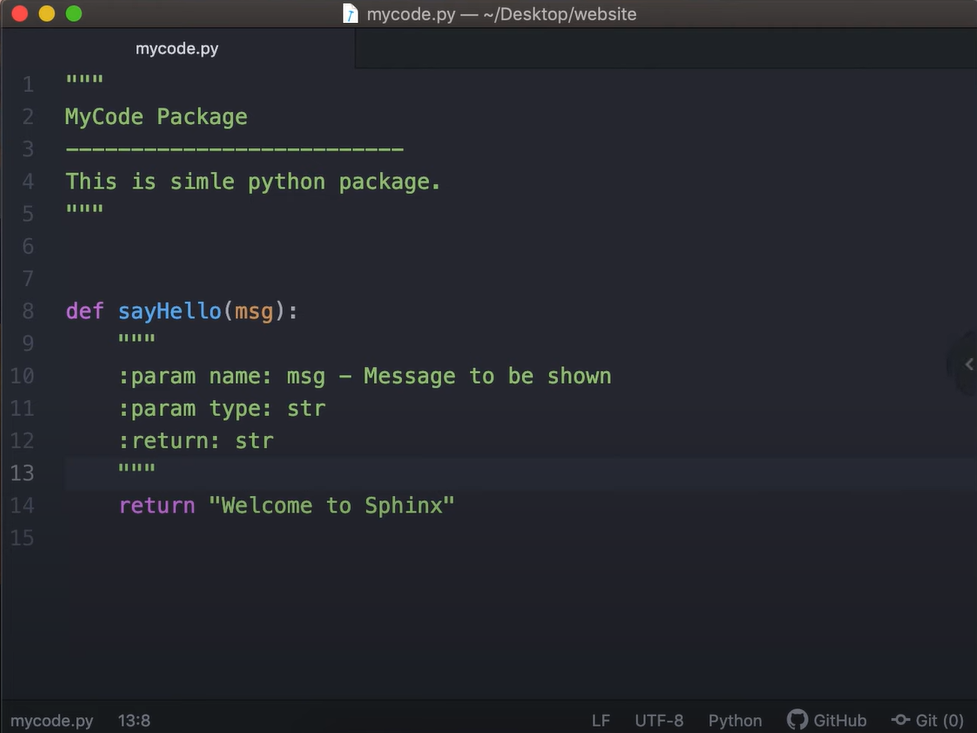 mycode.py — ~/Desktop/website
mycode.py
1 """
2 MyCode Package
3 --------------------------
4 This is simle python package.
5 """
6
7
8 def sayHello(msg):
9 """
10 :param name: msg - Message to be shown
11 :param type: str
12 :return: str
13 """
14 return "Welcome to Sphinx"
15
mycode.py 13:8 LF UTF-8 Python GitHub Git (0)